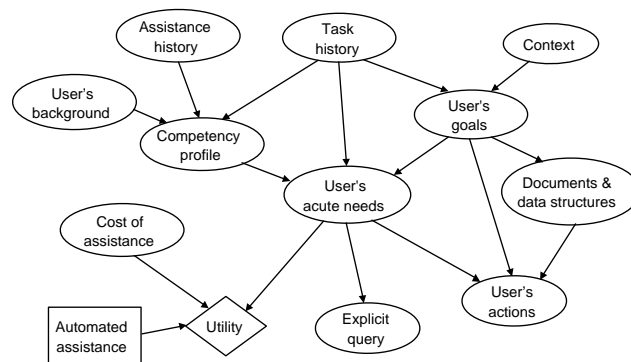 Assistance
history
Task
history
Context
User's
background
User's
goals
Competency
profile
User's
acute needs
Documents &
data structures
Cost of
assistance
Automated
assistance
Utility
Explicit
query
User's
actions